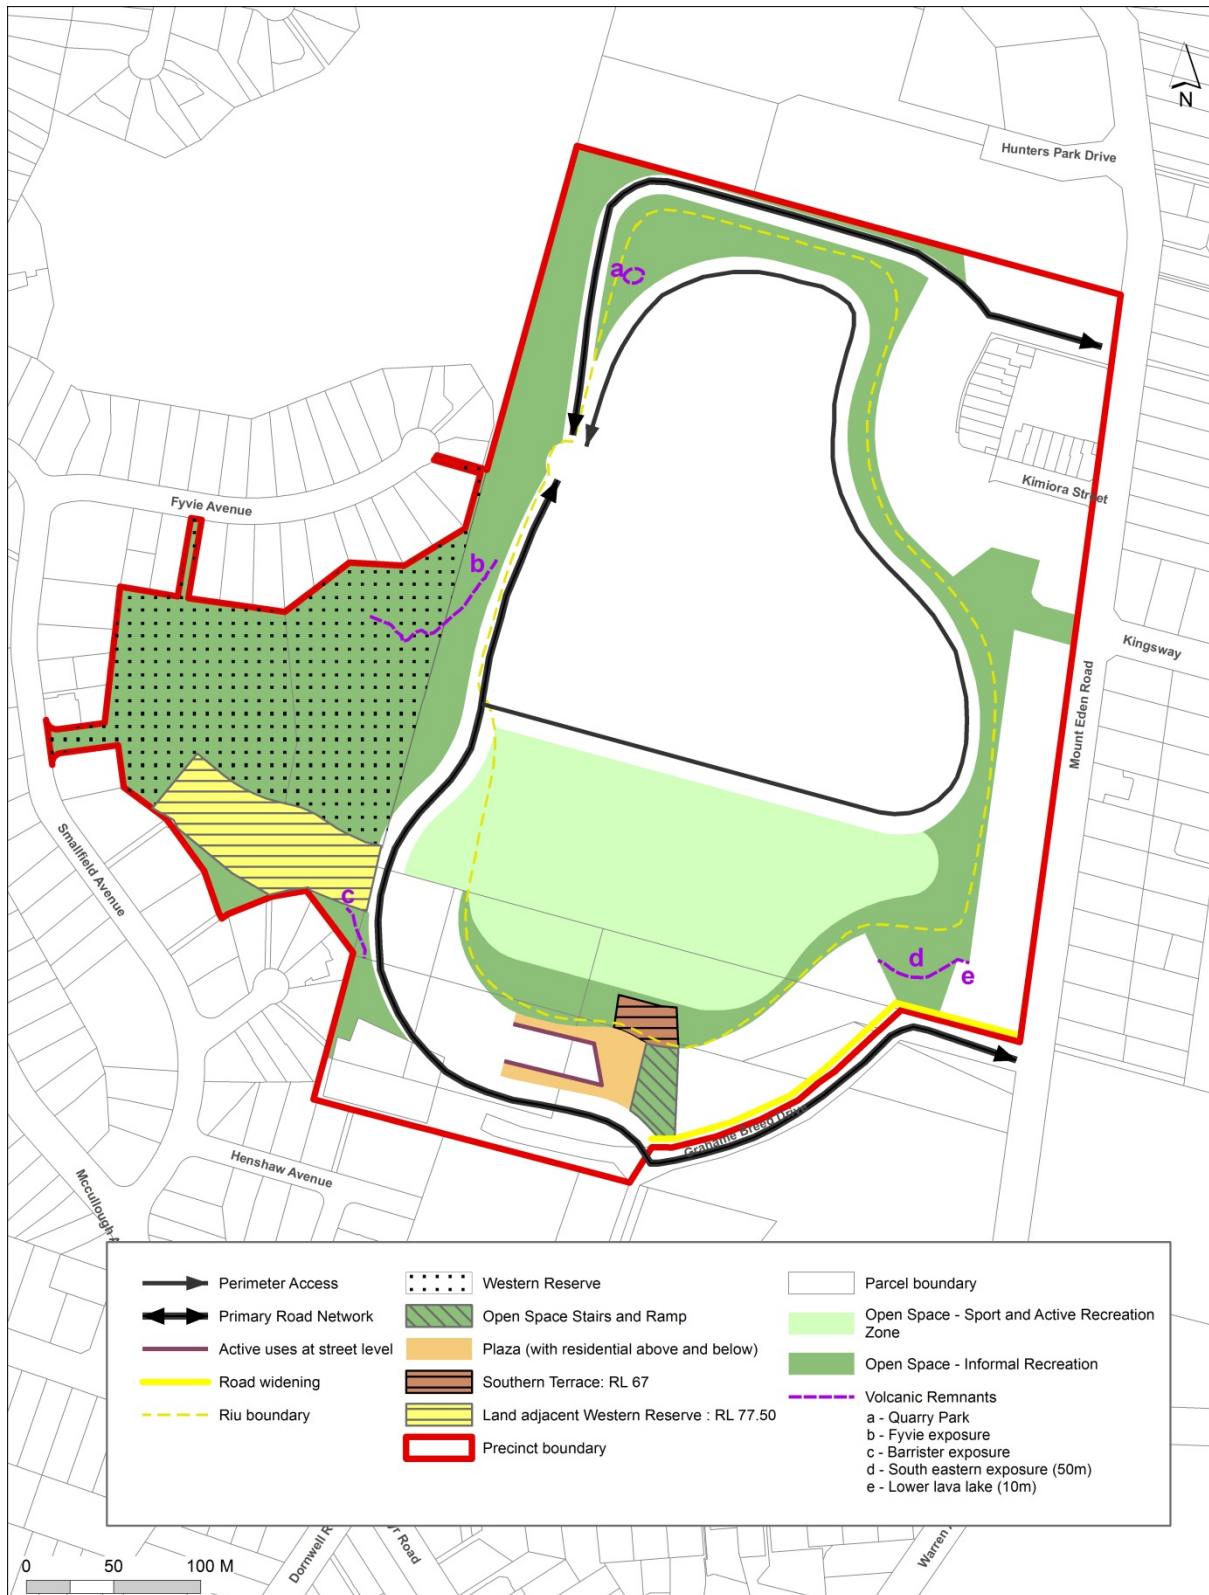 N
Hunters Park Drive
a
Kimiora Street
Fyvie Avenue
b
Kingsway
Mount Eden Road
Smallfield Avenue
c
d
e
Grahame Breed Drive
Henshaw Avenue
Mccullough
Perimeter Access
Primary Road Network
Active uses at street level
Road widening
Riu boundary
Western Reserve
Open Space Stairs and Ramp
Plaza (with residential above and below)
Southern Terrace: RL 67
Land adjacent Western Reserve : RL 77.50
Precinct boundary
Parcel boundary
Open Space - Sport and Active Recreation
Zone
Open Space - Informal Recreation
Volcanic Remnants
a - Quarry Park
b - Fyvie exposure
c - Barrister exposure
d - South eastern exposure (50m)
e - Lower lava lake (10m)
Dornwell
Road
Warren
0 50 100 M